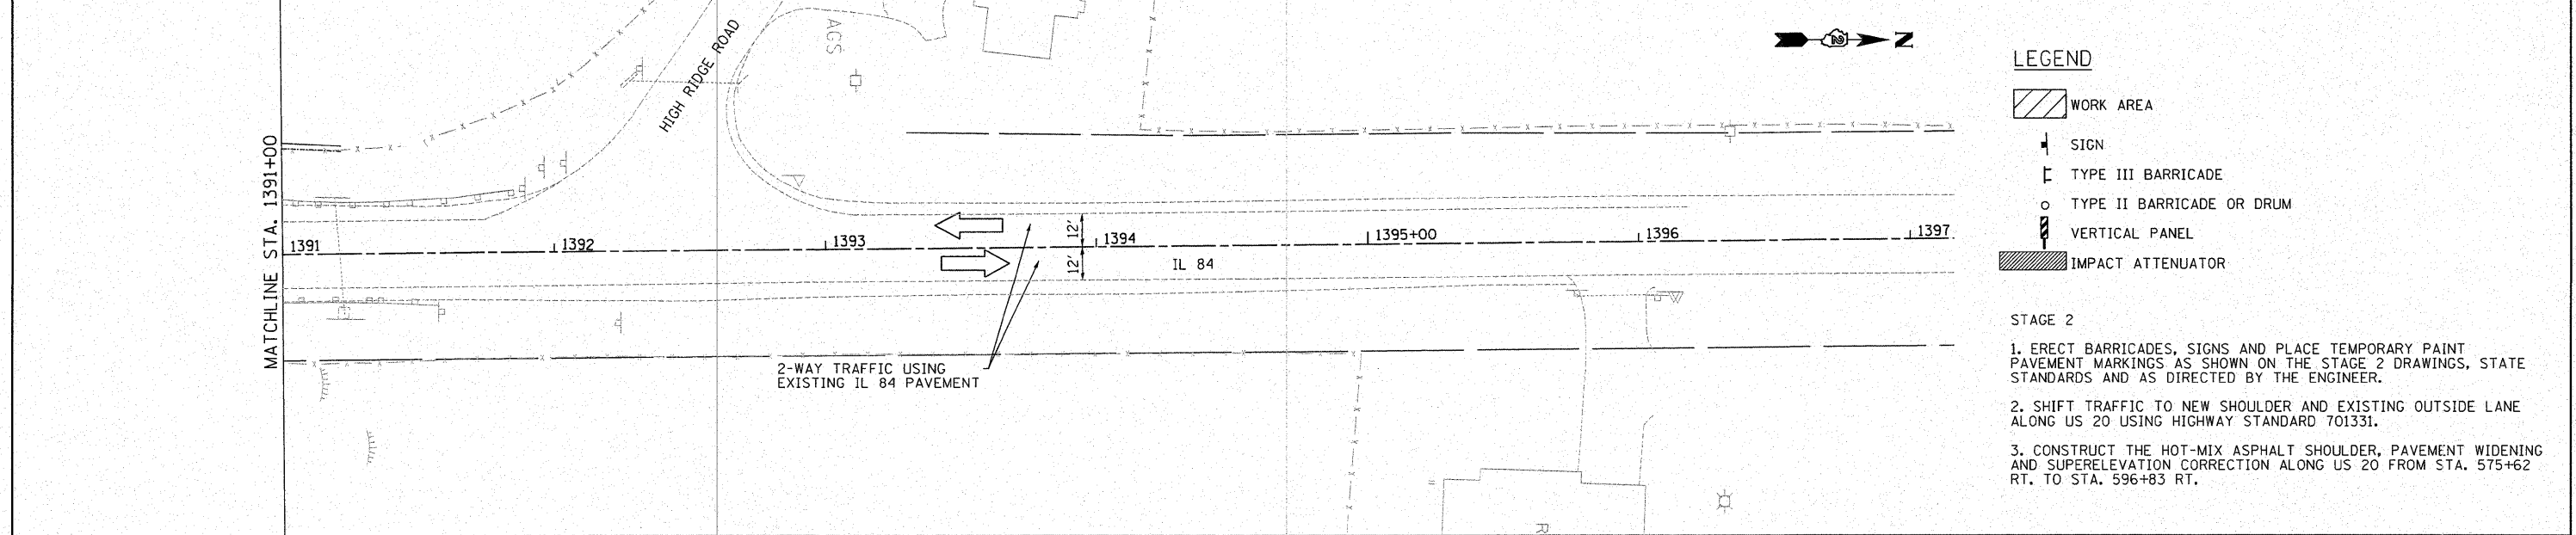 HIGH RIDGE ROAD
AGS
N
MATCHLINE STA. 1391+00
1391
1392
1393
1394
1395+00
1396
1397
12'
12'
IL 84
2-WAY TRAFFIC USING
EXISTING IL 84 PAVEMENT
R
LEGEND
WORK AREA
SIGN
TYPE III BARRICADE
TYPE II BARRICADE OR DRUM
VERTICAL PANEL
IMPACT ATTENUATOR
STAGE 2
1. ERECT BARRICADES, SIGNS AND PLACE TEMPORARY PAINT
PAVEMENT MARKINGS AS SHOWN ON THE STAGE 2 DRAWINGS, STATE
STANDARDS AND AS DIRECTED BY THE ENGINEER.
2. SHIFT TRAFFIC TO NEW SHOULDER AND EXISTING OUTSIDE LANE
ALONG US 20 USING HIGHWAY STANDARD 701331.
3. CONSTRUCT THE HOT-MIX ASPHALT SHOULDER, PAVEMENT WIDENING
AND SUPERELEVATION CORRECTION ALONG US 20 FROM STA. 575+62
RT. TO STA. 596+83 RT.